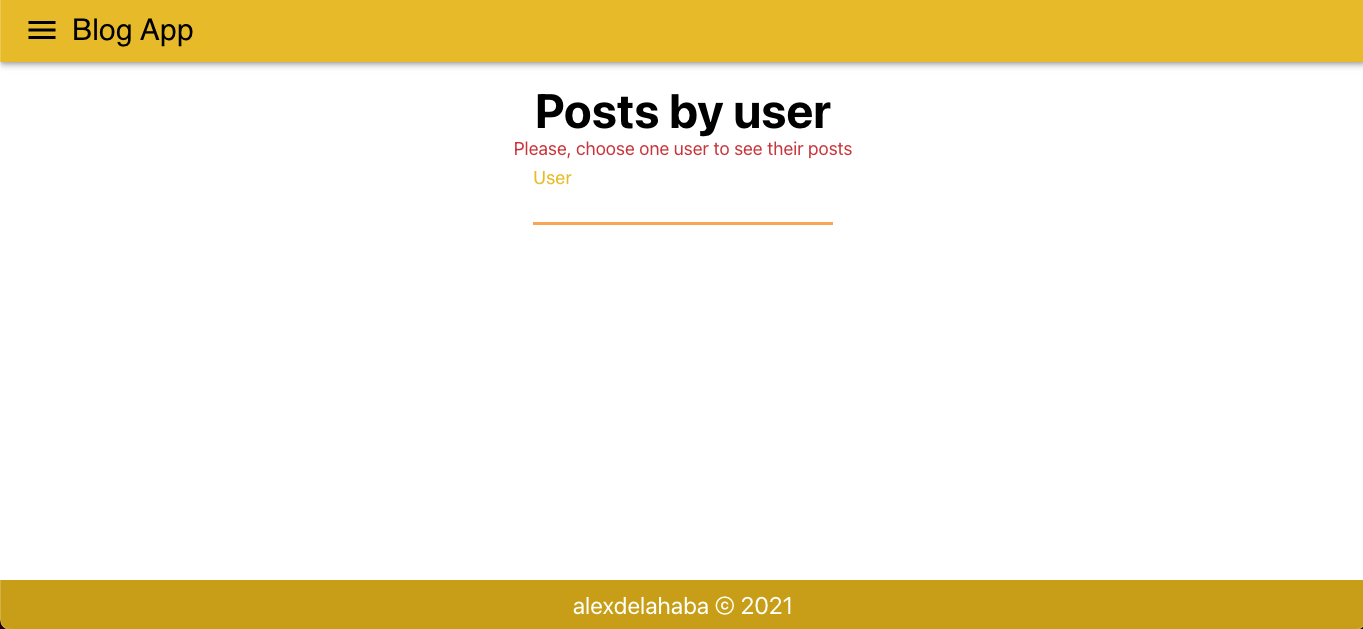 Blog App
Posts by user
Please, choose one user to see their posts
User
alexdelahaba © 2021